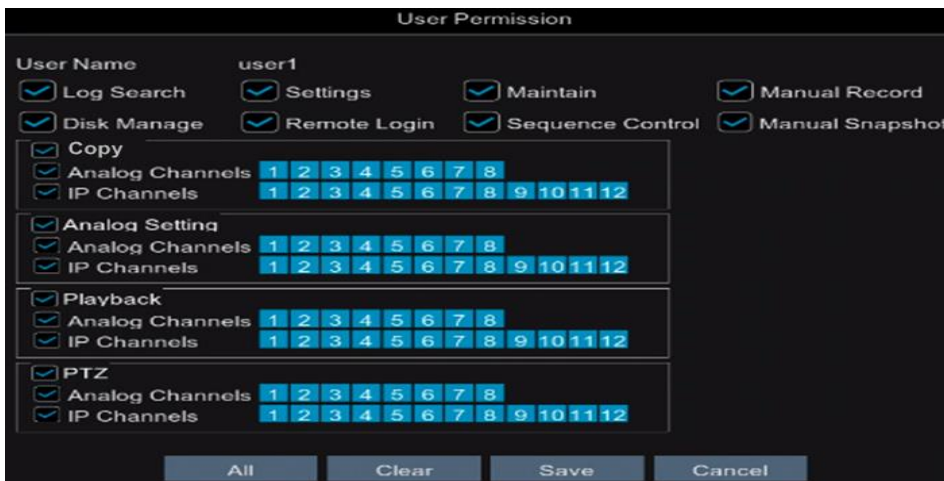 User Permission
User Name user1
Log Search Settings Maintain Manual Record
Disk Manage Remote Login Sequence Control Manual Snapshot
Copy
Analog Channels 1 2 3 4 5 6 7 8
IP Channels 1 2 3 4 5 6 7 8 9 10 11 12
Analog Setting
Analog Channels 1 2 3 4 5 6 7 8
IP Channels 1 2 3 4 5 6 7 8 9 10 11 12
Playback
Analog Channels 1 2 3 4 5 6 7 8
IP Channels 1 2 3 4 5 6 7 8 9 10 11 12
PTZ
Analog Channels 1 2 3 4 5 6 7 8
IP Channels 1 2 3 4 5 6 7 8 9 10 11 12
All Clear Save Cancel